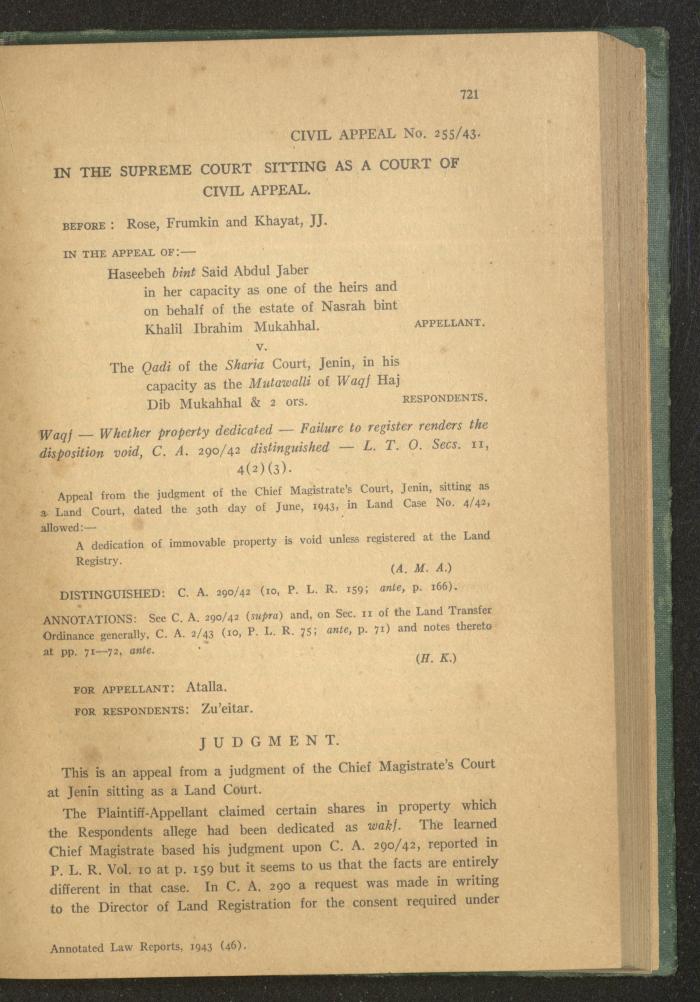 721
CIVIL APPEAL No. 255/43.
IN THE SUPREME COURT SITTING AS A COURT OF
CIVIL APPEAL.
BEFORE : Rose, Frumkin and Khayat, JJ.
IN THE APPEAL OF:—
Haseebeh bint Said Abdul Jaber
in her capacity as one of the heirs and
on behalf of the estate of Nasrah bint
Khalil Ibrahim Mukahhal. APPELLANT.
v.
The Qadi of the Sharia Court, Jenin, in his
capacity as the Mutawalli of Waqf Haj
Dib Mukahhal & 2 ors. RESPONDENTS.
Waqf — Whether property dedicated — Failure to register renders the
disposition void, C. A. 290/42 distinguished — L. T. O. Secs. 11,
4(2)(3).
Appeal from the judgment of the Chief Magistrate's Court, Jenin, sitting as
a Land Court, dated the 30th day of June, 1943, in Land Case No. 4/42,
allowed:—
A dedication of immovable property is void unless registered at the Land
Registry.
(A. M. A.)
DISTINGUISHED: C. A. 290/42 (10, P. L. R. 159; ante, p. 166).
ANNOTATIONS: See C. A. 290/42 (supra) and, on Sec. 11 of the Land Transfer
Ordinance generally, C. A. 2/43 (10, P. L. R. 75; ante, p. 71) and notes thereto
at pp. 71—72, ante.
(H. K.)
FOR APPELLANT: Atalla.
FOR RESPONDENTS: Zu'eitar.
JUDGMENT.
This is an appeal from a judgment of the Chief Magistrate's Court
at Jenin sitting as a Land Court.
The Plaintiff-Appellant claimed certain shares in property which
the Respondents allege had been dedicated as wakf. The learned
Chief Magistrate based his judgment upon C. A. 290/42, reported in
P. L. R. Vol. 10 at p. 159 but it seems to us that the facts are entirely
different in that case. In C. A. 290 a request was made in writing
to the Director of Land Registration for the consent required under
Annotated Law Reports, 1943 (46).